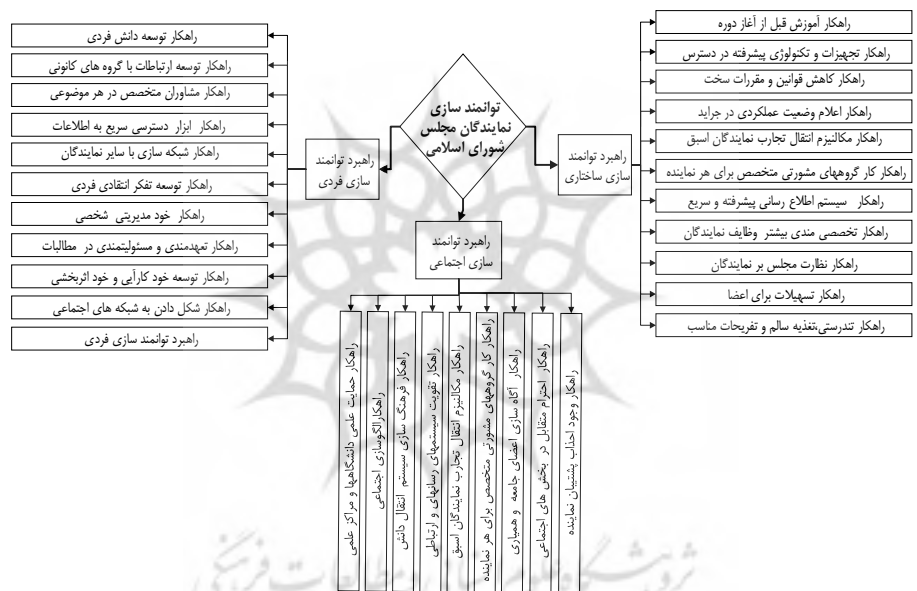 توانمند سازی
نمایندگان مجلس
شورای اسلامی
راهبرد توانمند
سازی ساختاری
راهکار آموزش قبل از آغاز دوره
راهکار تجهیزات و تکنولوژی پیشرفته در دسترس
راهکار کاهش قوانین و مقررات سخت
راهکار اعلام وضعیت عملکردی در جراید
راهکار مکالنیزم انتقال تجارب نمایندگان اسبق
راهکار کار گروههای مشورتی متخصص برای هر نماینده
راهکار سیستم اطلاع رسانی پیشرفته و سریع
راهکار تخصصی مندی بیشتر وظایف نمایندگان
راهکار نظارت مجلس بر نمایندگان
راهکار تسهیلات برای اعضا
راهکار تندرستی،تغذیه سالم و تفریحات مناسب
راهبرد توانمند
سازی فردی
راهکار توسعه دانش فردی
راهکار توسعه ارتباطات با گروه های کانونی
راهکار مشاوران متخصص در هر موضوعی
راهکار ابزار دسترسی سریع به اطلاعات
راهکار شبکه سازی با سایر نمایندگان
راهکار توسعه تفکر انتقادی فردی
راهکار خود مدیریتی شخصی
راهکار تعهدمندی و مسئولیتمندی در مطالبات
راهکار توسعه خود کارآیی و خود اثربخشی
راهکار شکل دادن به شبکه های اجتماعی
راهبرد توانمند سازی فردی
راهبرد توانمند
سازی اجتماعی
راهکار وجود احذاب پشتیبان نماینده
راهکار احترام متقابل در بخش های اجتماعی
راهکار آگاه سازی اعضای جامعه و همیاری
راهکار کار گروههای مشورتی متخصص برای هر نماینده
راهکار مکالنیزم انتقال تجارب نمایندگان اسبق
راهکار تقویت سیستمهای رسانهای و ارتباطی
راهکار فرهنگ سازی سیستم انتقال دانش
راهکارالگوسازی اجتماعی
راهکار حمایت علمی دانشگاهها و مراکز علمی
پژوهشگاه علوم انسانی و مطالعات فرهنگی